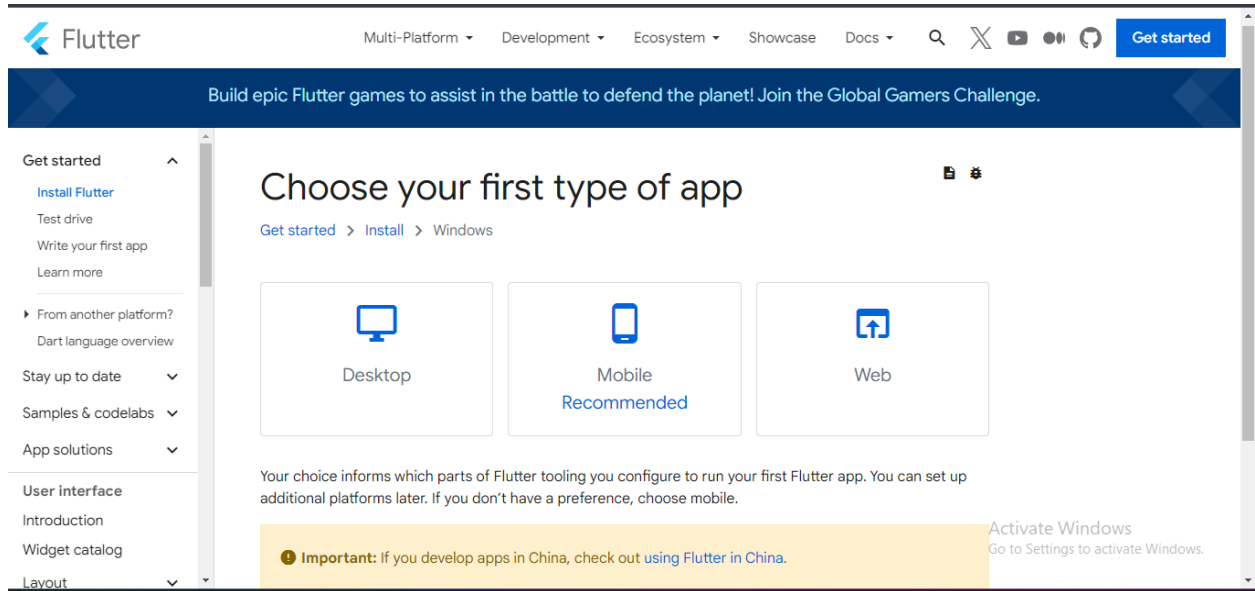 Flutter
Multi-Platform
Development
Ecosystem
Showcase
Docs
Get started
Build epic Flutter games to assist in the battle to defend the planet! Join the Global Gamers Challenge.
Get started
Install Flutter
Test drive
Write your first app
Learn more
From another platform?
Dart language overview
Stay up to date
Samples & codelabs
App solutions
User interface
Introduction
Widget catalog
Layout
Choose your first type of app
Get started > Install > Windows
Desktop
Mobile
Recommended
Web
Your choice informs which parts of Flutter tooling you configure to run your first Flutter app. You can set up
additional platforms later. If you don’t have a preference, choose mobile.
Important: If you develop apps in China, check out using Flutter in China.
Activate Windows
Go to Settings to activate Windows.